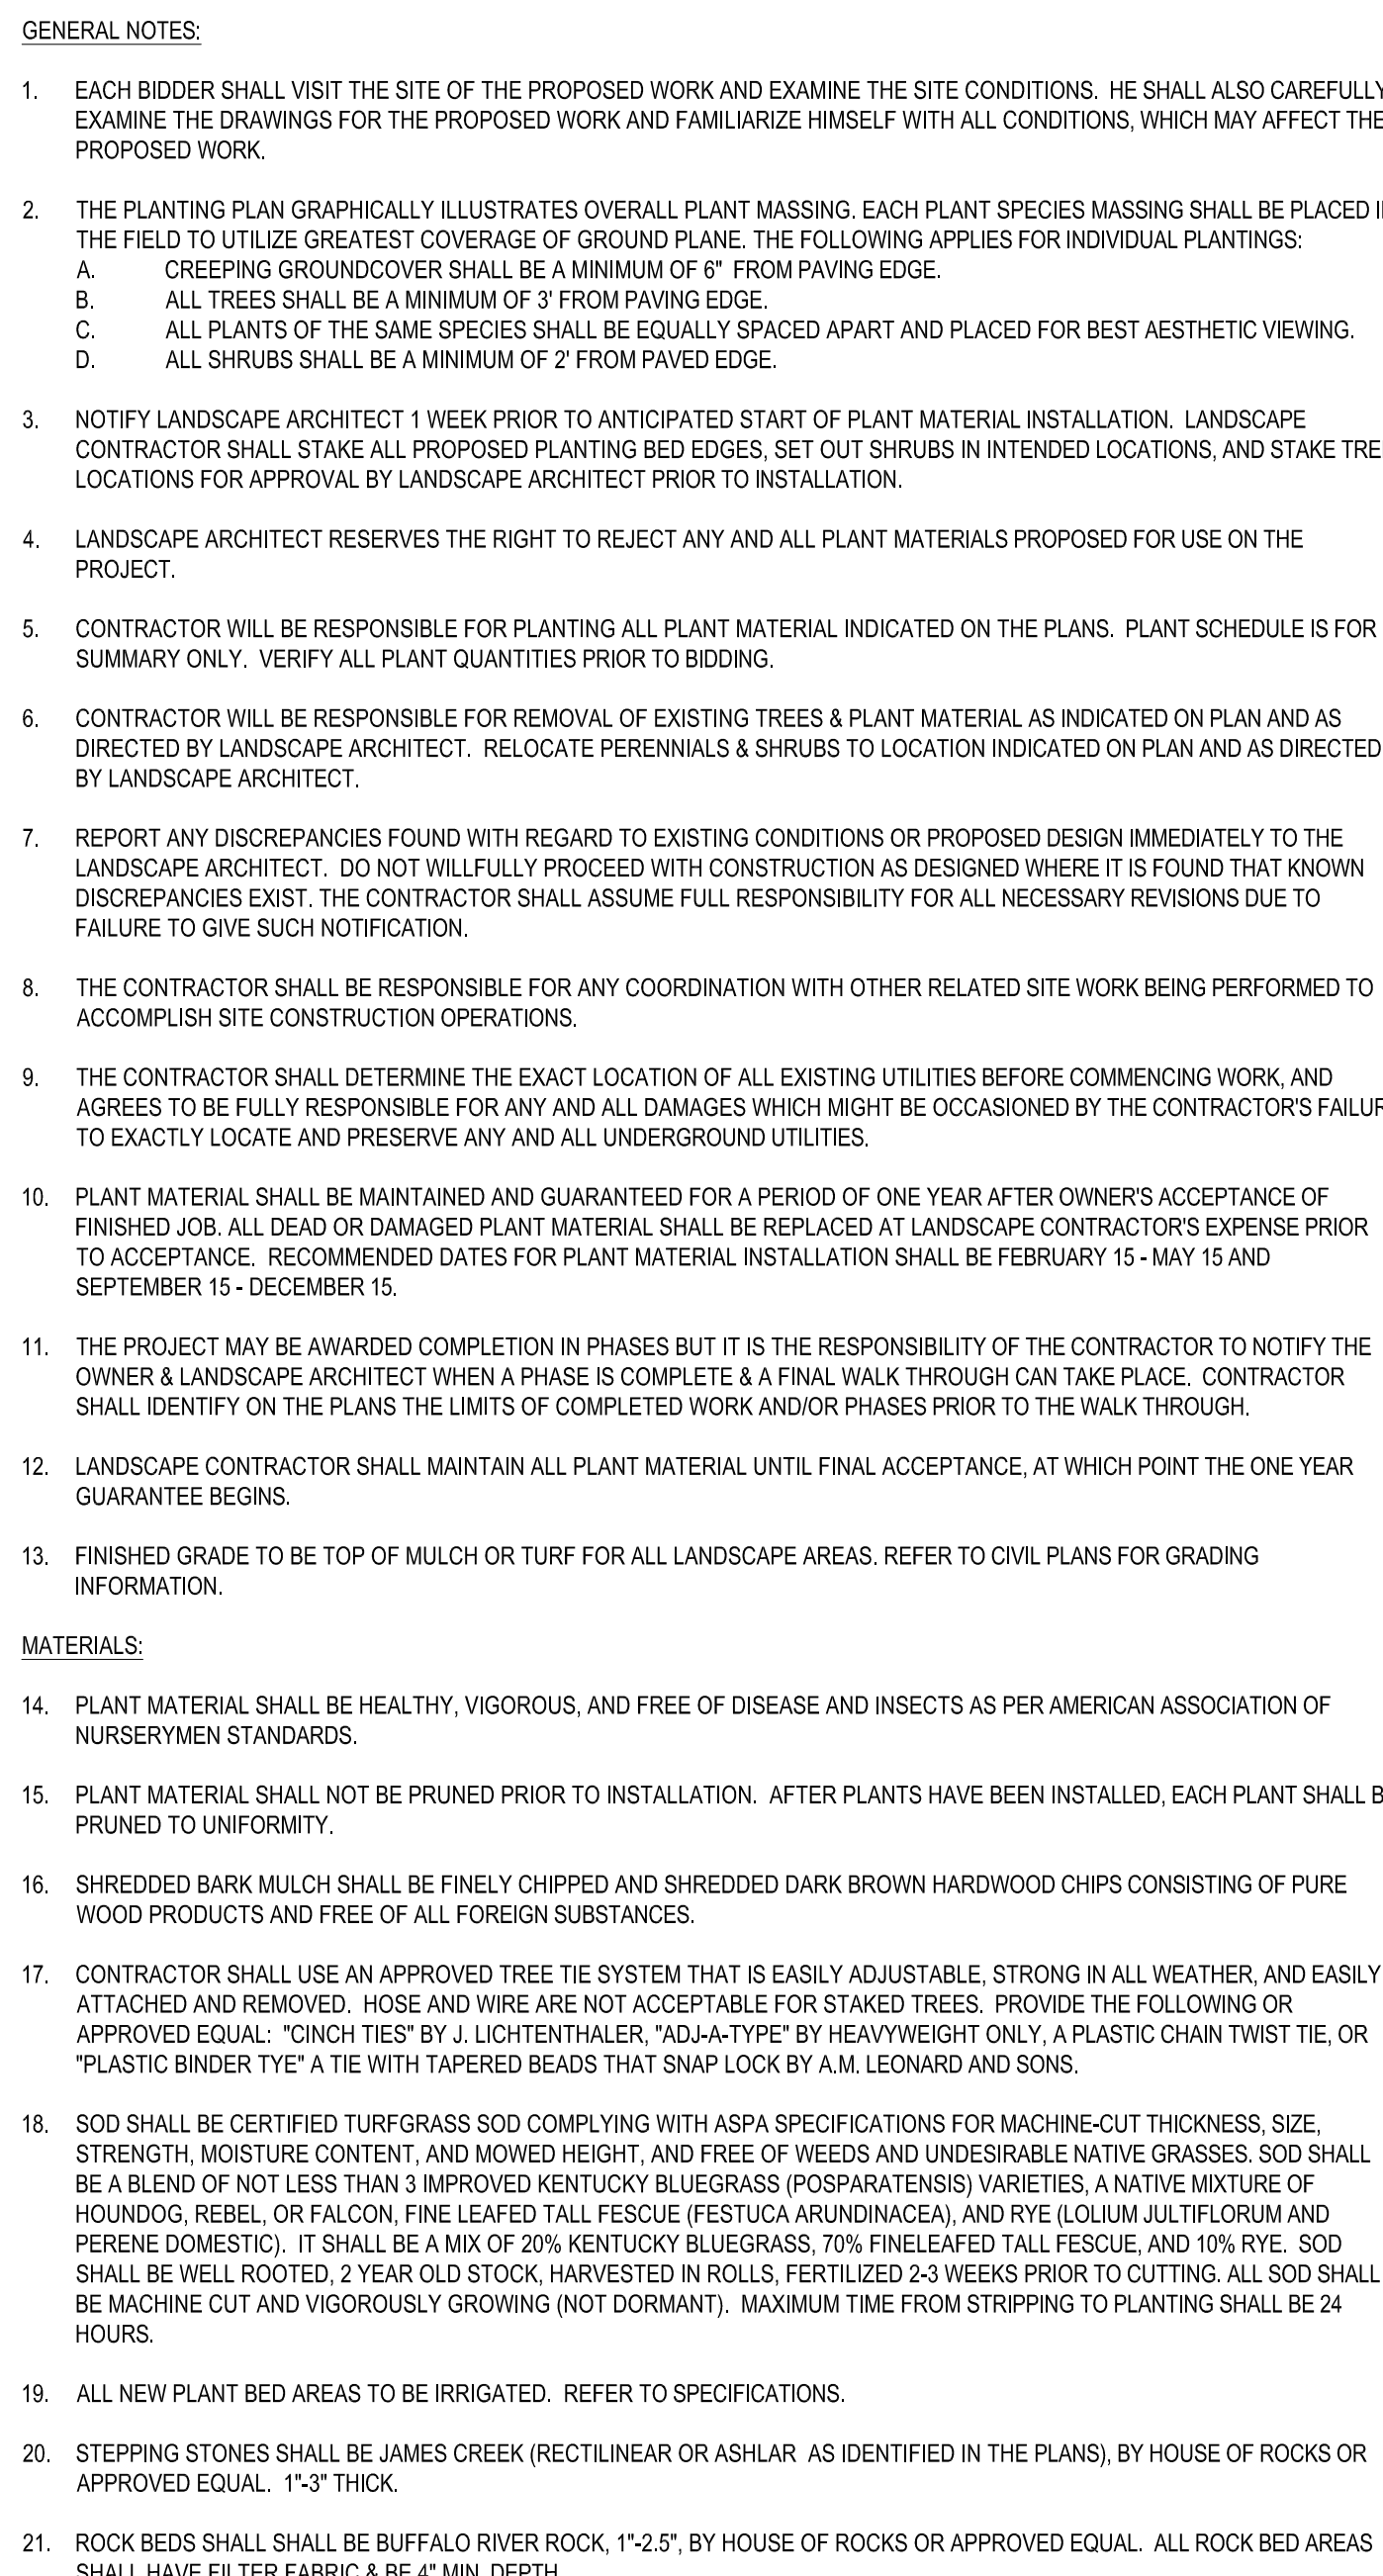 GENERAL NOTES:
1. EACH BIDDER SHALL VISIT THE SITE OF THE PROPOSED WORK AND EXAMINE THE SITE CONDITIONS. HE SHALL ALSO CAREFULLY
EXAMINE THE DRAWINGS FOR THE PROPOSED WORK AND FAMILIARIZE HIMSELF WITH ALL CONDITIONS, WHICH MAY AFFECT THE
PROPOSED WORK.
2. THE PLANTING PLAN GRAPHICALLY ILLUSTRATES OVERALL PLANT MASSING. EACH PLANT SPECIES MASSING SHALL BE PLACED
THE FIELD TO UTILIZE GREATEST COVERAGE OF GROUND PLANE. THE FOLLOWING APPLIES FOR INDIVIDUAL PLANTINGS:
A. CREEPING GROUNDCOVER SHALL BE A MINIMUM OF 6" FROM PAVING EDGE.
B. ALL TREES SHALL BE A MINIMUM OF 3' FROM PAVING EDGE.
C. ALL PLANTS OF THE SAME SPECIES SHALL BE EQUALLY SPACED APART AND PLACED FOR BEST AESTHETIC VIEWING.
D. ALL SHRUBS SHALL BE A MINIMUM OF 2' FROM PAVED EDGE.
3. NOTIFY LANDSCAPE ARCHITECT 1 WEEK PRIOR TO ANTICIPATED START OF PLANT MATERIAL INSTALLATION. LANDSCAPE
CONTRACTOR SHALL STAKE ALL PROPOSED PLANTING BED EDGES, SET OUT SHRUBS IN INTENDED LOCATIONS, AND STAKE TREE
LOCATIONS FOR APPROVAL BY LANDSCAPE ARCHITECT PRIOR TO INSTALLATION.
4. LANDSCAPE ARCHITECT RESERVES THE RIGHT TO REJECT ANY AND ALL PLANT MATERIALS PROPOSED FOR USE ON THE
PROJECT.
5. CONTRACTOR WILL BE RESPONSIBLE FOR PLANTING ALL PLANT MATERIAL INDICATED ON THE PLANS. PLANT SCHEDULE IS FOR
SUMMARY ONLY. VERIFY ALL PLANT QUANTITIES PRIOR TO BIDDING.
6. CONTRACTOR WILL BE RESPONSIBLE FOR REMOVAL OF EXISTING TREES & PLANT MATERIAL AS INDICATED ON PLAN AND AS
DIRECTED BY LANDSCAPE ARCHITECT. RELOCATE PERENNIALS & SHRUBS TO LOCATION INDICATED ON PLAN AND AS DIRECTED
BY LANDSCAPE ARCHITECT.
7. REPORT ANY DISCREPANCIES FOUND WITH REGARD TO EXISTING CONDITIONS OR PROPOSED DESIGN IMMEDIATELY TO THE
LANDSCAPE ARCHITECT. DO NOT WILLFULLY PROCEED WITH CONSTRUCTION AS DESIGNED WHERE IT IS FOUND THAT KNOWN
DISCREPANCIES EXIST. THE CONTRACTOR SHALL ASSUME FULL RESPONSIBILITY FOR ALL NECESSARY REVISIONS DUE TO
FAILURE TO GIVE SUCH NOTIFICATION.
8. THE CONTRACTOR SHALL BE RESPONSIBLE FOR ANY COORDINATION WITH OTHER RELATED SITE WORK BEING PERFORMED TO
ACCOMPLISH SITE CONSTRUCTION OPERATIONS.
9. THE CONTRACTOR SHALL DETERMINE THE EXACT LOCATION OF ALL EXISTING UTILITIES BEFORE COMMENCING WORK, AND
AGREES TO BE FULLY RESPONSIBLE FOR ANY AND ALL DAMAGES WHICH MIGHT BE OCCASIONED BY THE CONTRACTOR'S FAILUR
TO EXACTLY LOCATE AND PRESERVE ANY AND ALL UNDERGROUND UTILITIES.
10. PLANT MATERIAL SHALL BE MAINTAINED AND GUARANTEED FOR A PERIOD OF ONE YEAR AFTER OWNER'S ACCEPTANCE OF
FINISHED JOB. ALL DEAD OR DAMAGED PLANT MATERIAL SHALL BE REPLACED AT LANDSCAPE CONTRACTOR'S EXPENSE PRIOR
TO ACCEPTANCE. RECOMMENDED DATES FOR PLANT MATERIAL INSTALLATION SHALL BE FEBRUARY 15 - MAY 15 AND
SEPTEMBER 15 - DECEMBER 15.
11. THE PROJECT MAY BE AWARDED COMPLETION IN PHASES BUT IT IS THE RESPONSIBILITY OF THE CONTRACTOR TO NOTIFY THE
OWNER & LANDSCAPE ARCHITECT WHEN A PHASE IS COMPLETE & A FINAL WALK THROUGH CAN TAKE PLACE. CONTRACTOR
SHALL IDENTIFY ON THE PLANS THE LIMITS OF COMPLETED WORK AND/OR PHASES PRIOR TO THE WALK THROUGH.
12. LANDSCAPE CONTRACTOR SHALL MAINTAIN ALL PLANT MATERIAL UNTIL FINAL ACCEPTANCE, AT WHICH POINT THE ONE YEAR
GUARANTEE BEGINS.
13. FINISHED GRADE TO BE TOP OF MULCH OR TURF FOR ALL LANDSCAPE AREAS. REFER TO CIVIL PLANS FOR GRADING
INFORMATION.
MATERIALS:
14. PLANT MATERIAL SHALL BE HEALTHY, VIGOROUS, AND FREE OF DISEASE AND INSECTS AS PER AMERICAN ASSOCIATION OF
NURSERYMEN STANDARDS.
15. PLANT MATERIAL SHALL NOT BE PRUNED PRIOR TO INSTALLATION. AFTER PLANTS HAVE BEEN INSTALLED, EACH PLANT SHALL B
PRUNED TO UNIFORMITY.
16. SHREDDED BARK MULCH SHALL BE FINELY CHIPPED AND SHREDDED DARK BROWN HARDWOOD CHIPS CONSISTING OF PURE
WOOD PRODUCTS AND FREE OF ALL FOREIGN SUBSTANCES.
17. CONTRACTOR SHALL USE AN APPROVED TREE TIE SYSTEM THAT IS EASILY ADJUSTABLE, STRONG IN ALL WEATHER, AND EASILY
ATTACHED AND REMOVED. HOSE AND WIRE ARE NOT ACCEPTABLE FOR STAKED TREES. PROVIDE THE FOLLOWING OR
APPROVED EQUAL: "CINCH TIES" BY J. LICHTENTHALER, "ADJ-A-TYPE" BY HEAVYWEIGHT ONLY, A PLASTIC CHAIN TWIST TIE, OR
"PLASTIC BINDER TYE" A TIE WITH TAPERED BEADS THAT SNAP LOCK BY A.M. LEONARD AND SONS.
18. SOD SHALL BE CERTIFIED TURFGRASS SOD COMPLYING WITH ASPA SPECIFICATIONS FOR MACHINE-CUT THICKNESS, SIZE,
STRENGTH, MOISTURE CONTENT, AND MOWED HEIGHT, AND FREE OF WEEDS AND UNDESIRABLE NATIVE GRASSES. SOD SHALL
BE A BLEND OF NOT LESS THAN 3 IMPROVED KENTUCKY BLUEGRASS (POSPARATENSIS) VARIETIES, A NATIVE MIXTURE OF
HOUNDOG, REBEL, OR FALCON, FINE LEAFED TALL FESCUE (FESTUCA ARUNDINACEA), AND RYE (LOLIUM JULTIFLORUM AND
PERENE DOMESTIC). IT SHALL BE A MIX OF 20% KENTUCKY BLUEGRASS, 70% FINELEAFED TALL FESCUE, AND 10% RYE. SOD
SHALL BE WELL ROOTED, 2 YEAR OLD STOCK, HARVESTED IN ROLLS, FERTILIZED 2-3 WEEKS PRIOR TO CUTTING. ALL SOD SHALL
BE MACHINE CUT AND VIGOROUSLY GROWING (NOT DORMANT). MAXIMUM TIME FROM STRIPPING TO PLANTING SHALL BE 24
HOURS.
19. ALL NEW PLANT BED AREAS TO BE IRRIGATED. REFER TO SPECIFICATIONS.
20. STEPPING STONES SHALL BE JAMES CREEK (RECTILINEAR OR ASHLAR AS IDENTIFIED IN THE PLANS), BY HOUSE OF ROCKS OR
APPROVED EQUAL. 1"-3" THICK.
21. ROCK BEDS SHALL SHALL BE BUFFALO RIVER ROCK, 1"-2.5", BY HOUSE OF ROCKS OR APPROVED EQUAL. ALL ROCK BED AREAS
SHALL HAVE FILTER FABRIC & BE 4" MIN. DEPTH